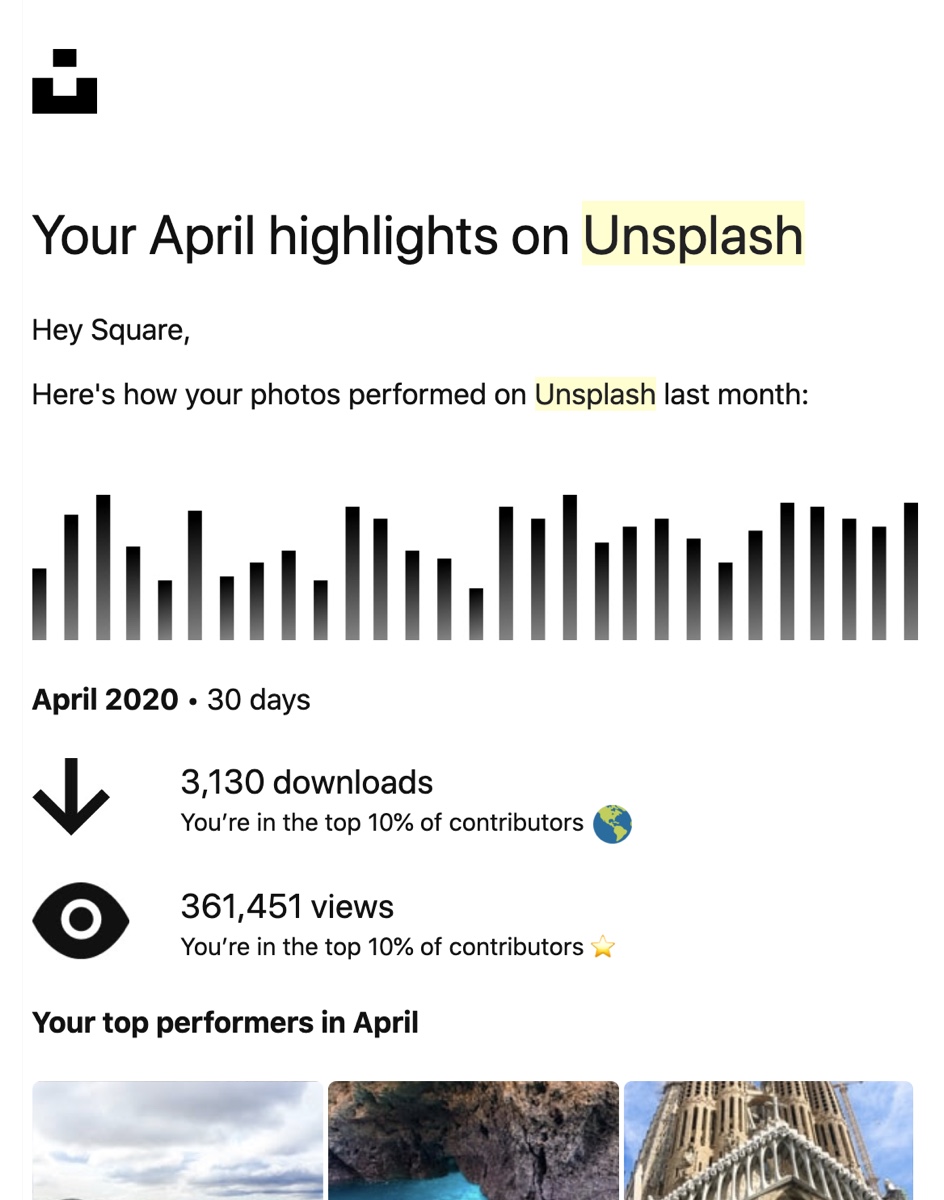 Your April highlights on Unsplash
Hey Square,
Here's how your photos performed on Unsplash last month:
April 2020 • 30 days
3,130 downloads
You’re in the top 10% of contributors
361,451 views
You’re in the top 10% of contributors
Your top performers in April